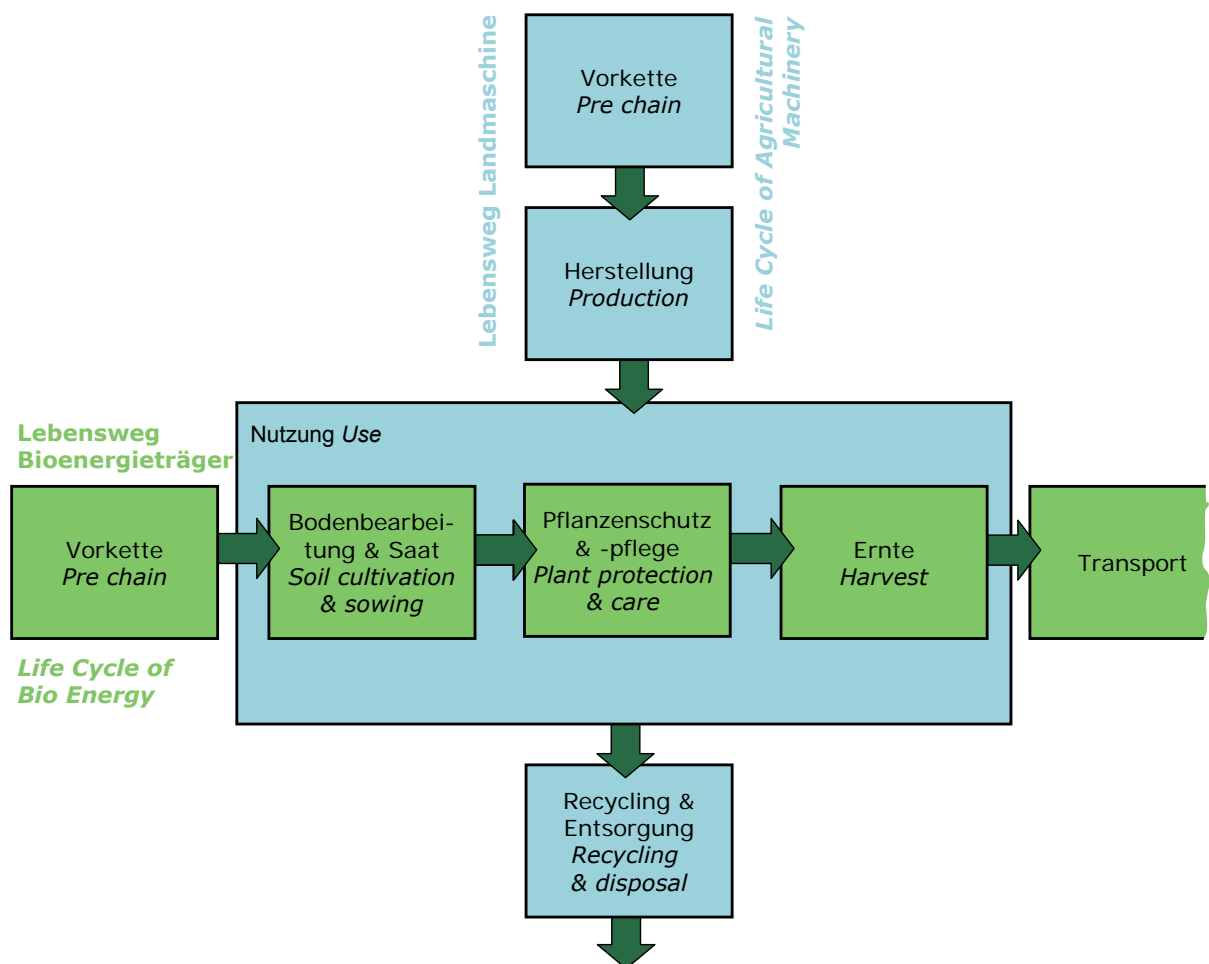 Lebensweg Landmaschine
Vorkette
Pre chain
Life Cycle of Agricultural
Machinery
Herstellung
Production
Nutzung Use
Lebensweg
Bioenergieträger
Vorkette
Pre chain
Bodenbearbei-
tung & Saat
Soil cultivation
& sowing
Pflanzenschutz
& -pflege
Plant protection
& care
Ernte
Harvest
Transport
Life Cycle of
Bio Energy
Recycling &
Entsorgung
Recycling
& disposal